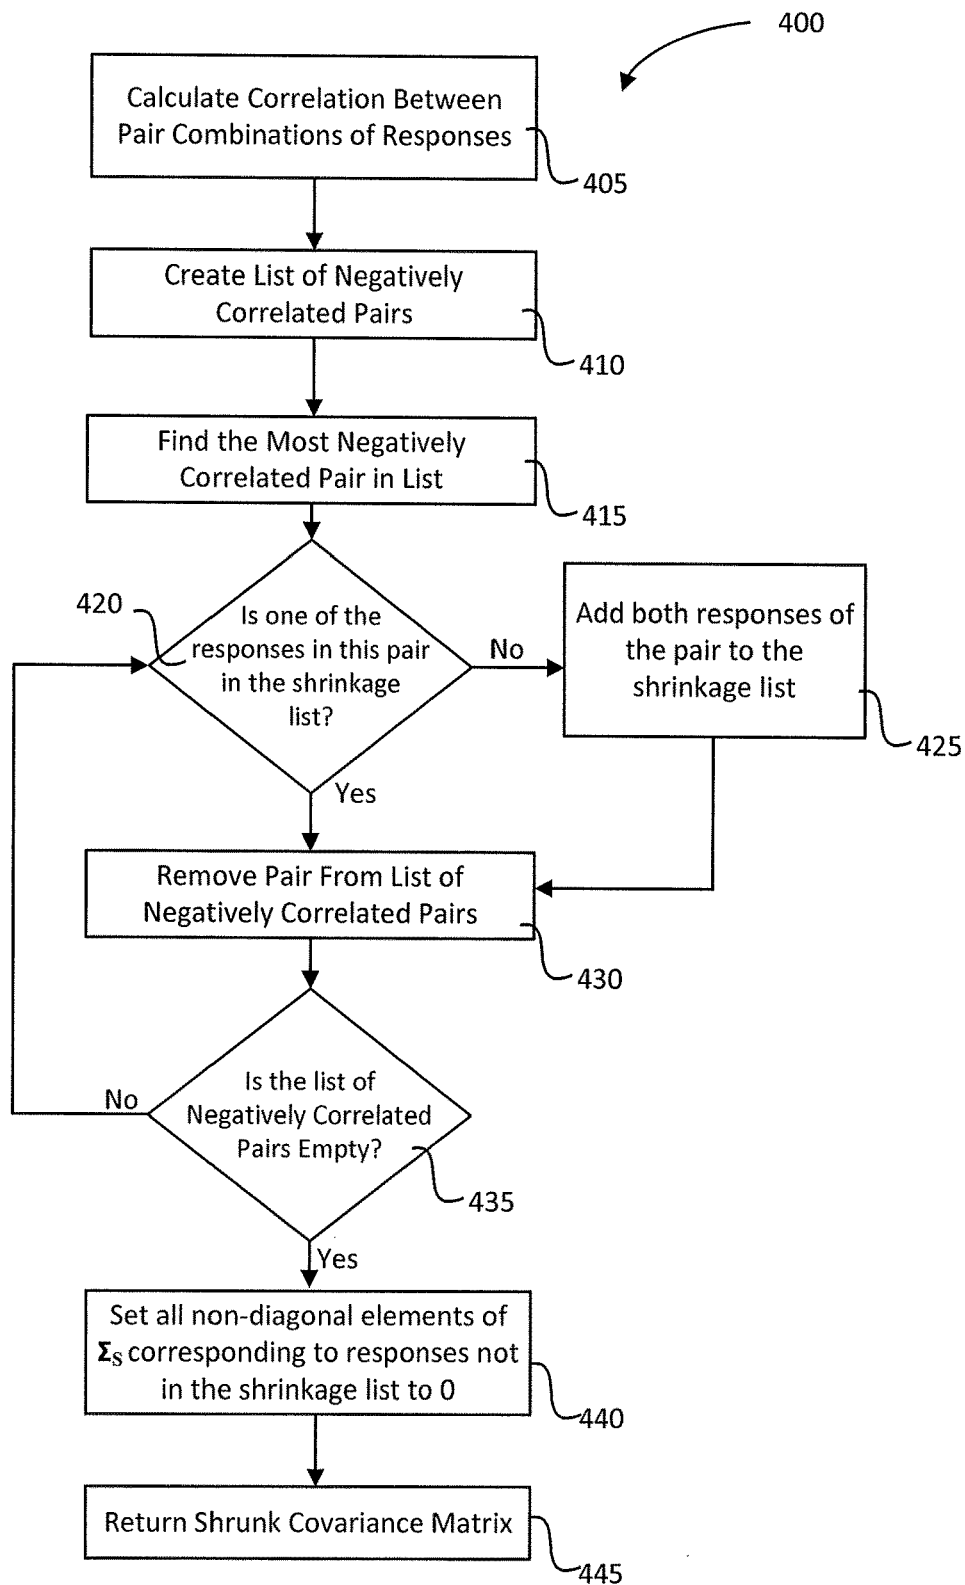 400
Calculate Correlation Between
Pair Combinations of Responses
405
Create List of Negatively
Correlated Pairs
410
Find the Most Negatively
Correlated Pair in List
415
420
Is one of the
responses in this pair
in the shrinkage
list?
No
Add both responses of
the pair to the
shrinkage list
425
Yes
Remove Pair From List of
Negatively Correlated Pairs
430
Is the list of
Negatively Correlated
Pairs Empty?
No
435
Yes
Set all non-diagonal elements of
Σs corresponding to responses not
in the shrinkage list to 0
440
Return Shrunk Covariance Matrix
445